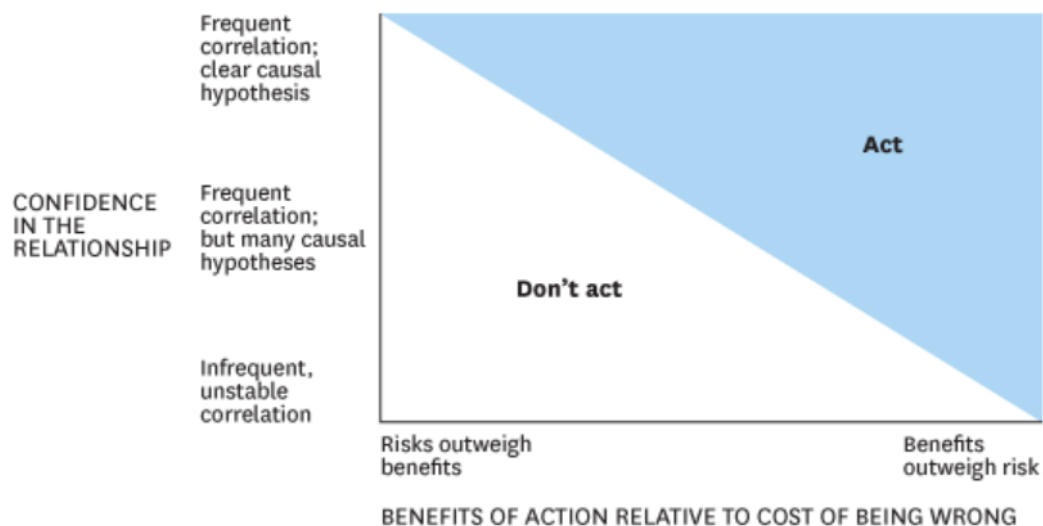 Frequent
correlation;
clear causal
hypothesis
Act
CONFIDENCE
IN THE
RELATIONSHIP
Frequent
correlation;
but many causal
hypotheses
Don't act
Infrequent,
unstable
correlation
Risks outweigh
benefits
Benefits
outweigh risk
BENEFITS OF ACTION RELATIVE TO COST OF BEING WRONG